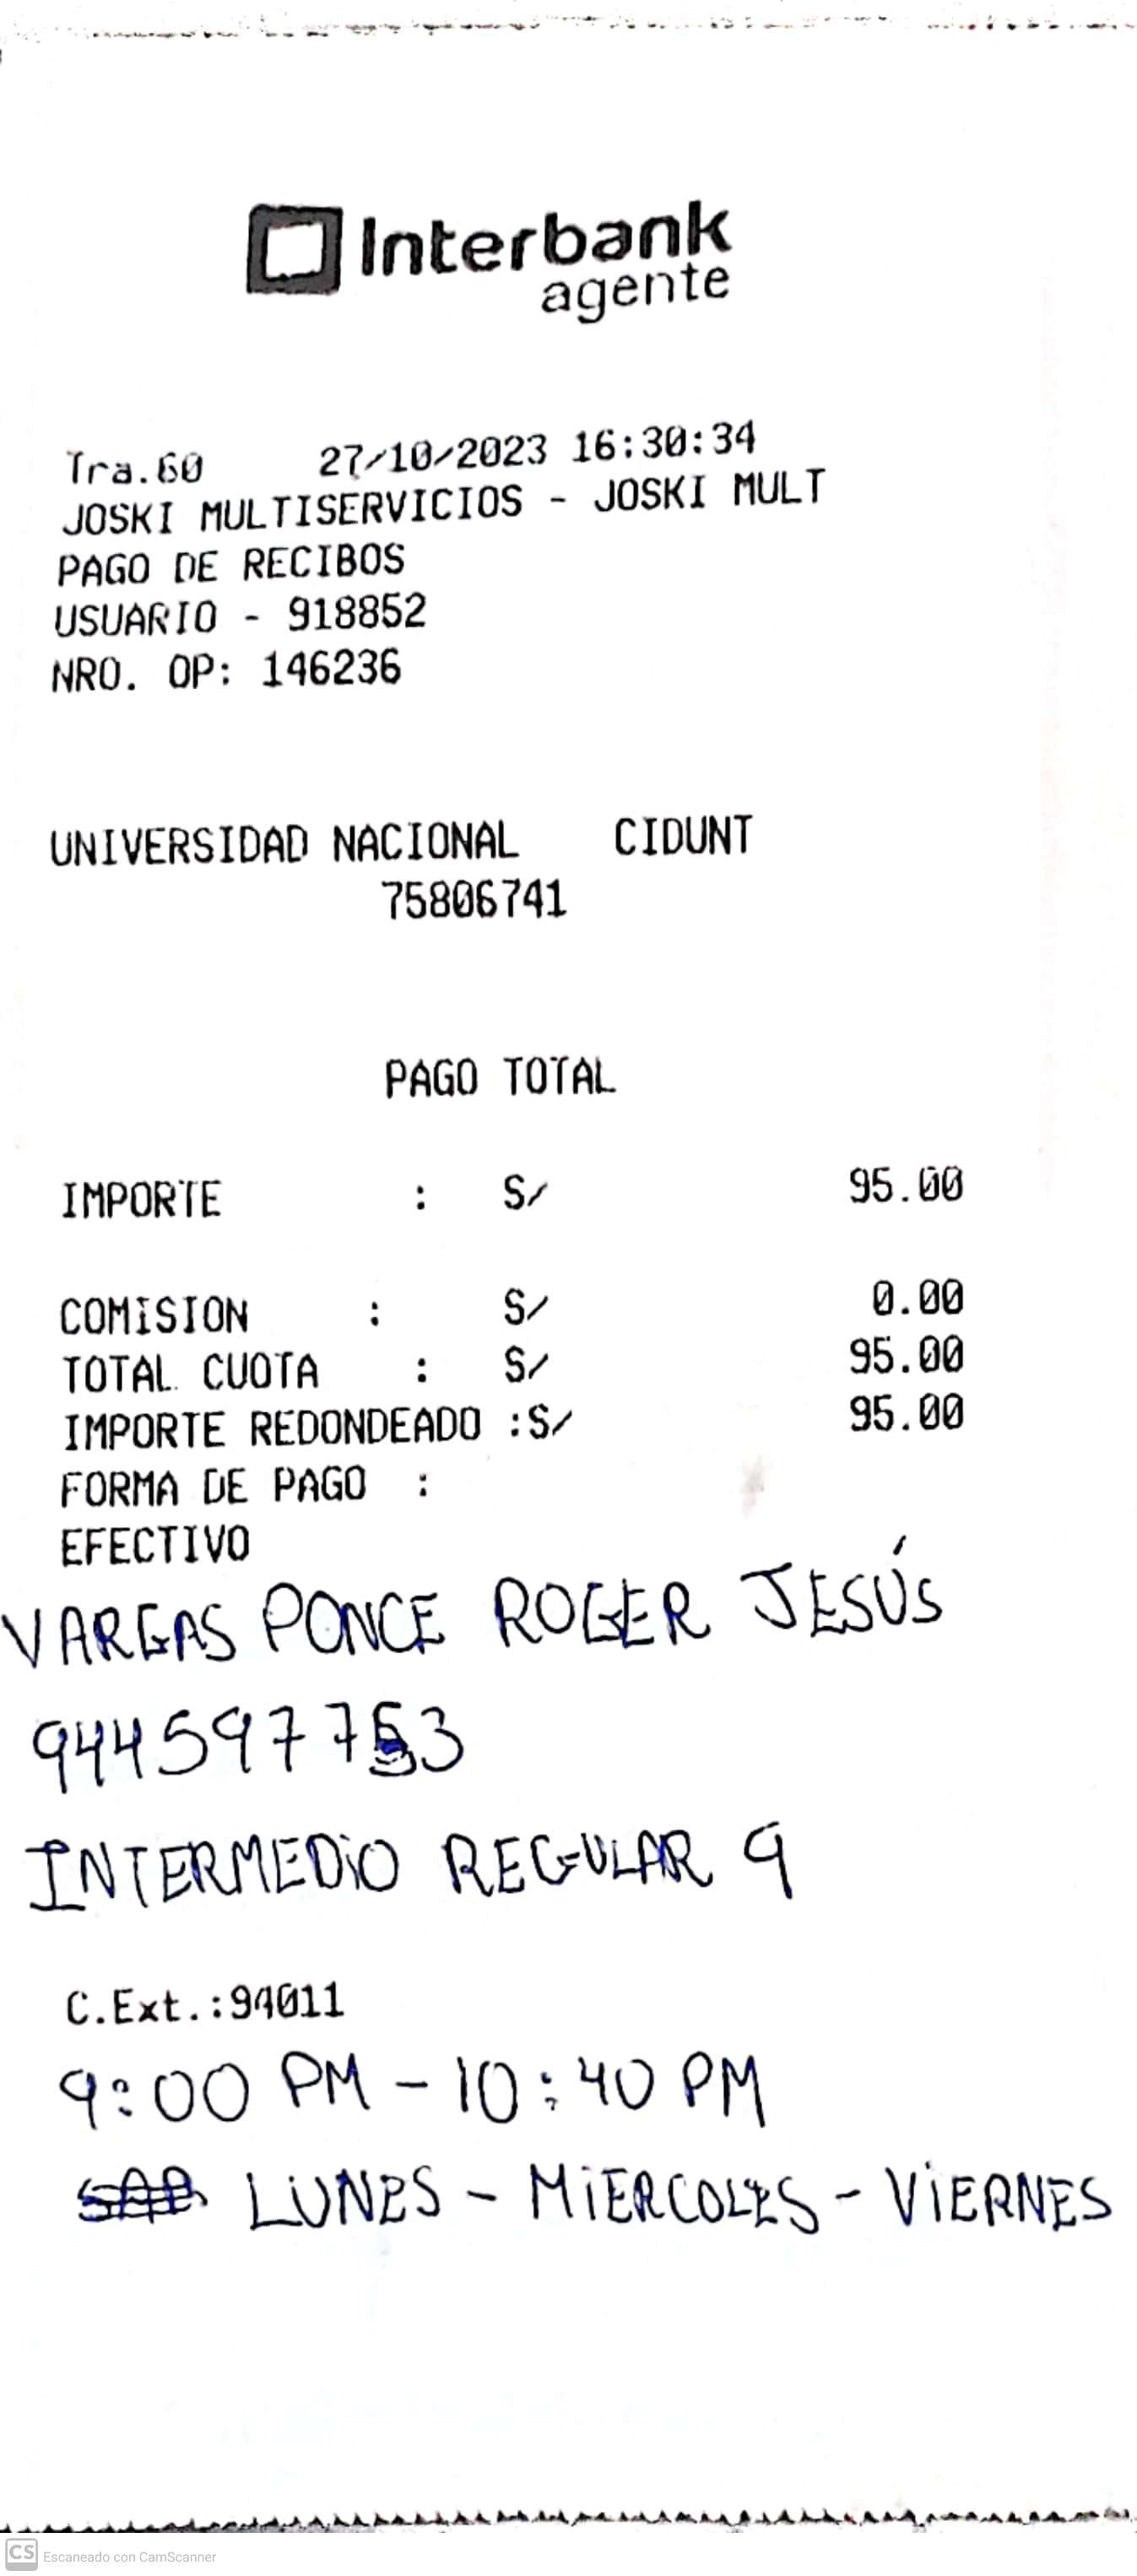 Interbank
agente
Tra.60 27/10/2023 16:30:34
JOSKI MULTISERVICIOS - JOSKI MULT
PAGO DE RECIBOS
USUARIO - 918852
NRO. OP: 146236
UNIVERSIDAD NACIONAL CIDUNT
75806741
PAGO TOTAL
IMPORTE : S/ 95.00
COMISION : S/ 0.00
TOTAL CUOTA : S/ 95.00
IMPORTE REDONDEADO :S/ 95.00
FORMA DE PAGO :
EFECTIVO
VARGAS PONCE ROGER JESÚS
944597753
INTERMEDIO REGULAR 9
C.Ext.:94011
9:00 PM - 10:40 PM
LUNES - MIERCOLES - VIERNES
CS Escaneado con CamScanner